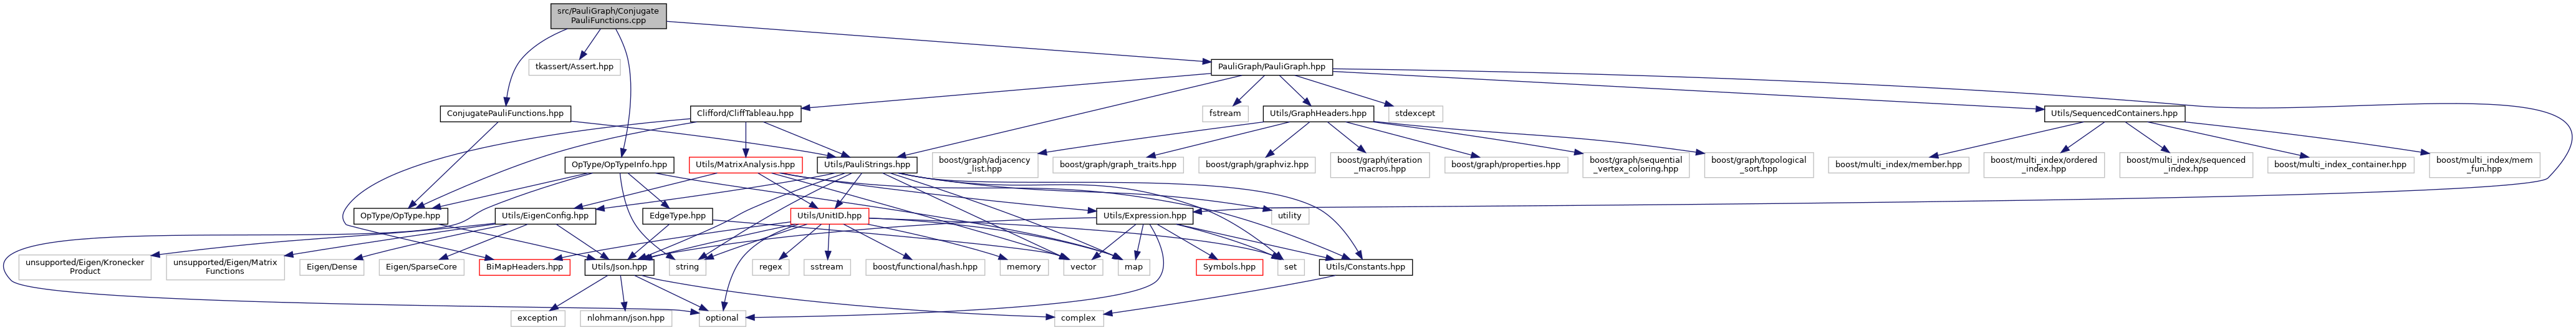 src/PauliGraph/Conjugate
PauliFunctions.cpp
tkassert/Assert.hpp
PauliGraph/PauliGraph.hpp
ConjugatePauliFunctions.hpp
Clifford/CliffTableau.hpp
fstream
Utils/GraphHeaders.hpp
stdexcept
Utils/SequencedContainers.hpp
OpType/OpTypeInfo.hpp
Utils/MatrixAnalysis.hpp
Utils/PauliStrings.hpp
boost/graph/adjacency
_list.hpp
boost/graph/graph_traits.hpp
boost/graph/graphviz.hpp
boost/graph/iteration
_macros.hpp
boost/graph/properties.hpp
boost/graph/sequential
_vertex_coloring.hpp
boost/graph/topological
_sort.hpp
boost/multi_index/member.hpp
boost/multi_index/ordered
_index.hpp
boost/multi_index/sequenced
_index.hpp
boost/multi_index_container.hpp
boost/multi_index/mem
_fun.hpp
OpType/OpType.hpp
Utils/EigenConfig.hpp
EdgeType.hpp
Utils/UnitID.hpp
Utils/Expression.hpp
utility
unsupported/Eigen/Kronecker
Product
unsupported/Eigen/Matrix
Functions
Eigen/Dense
Eigen/SparseCore
BiMapHeaders.hpp
Utils/Json.hpp
string
regex
sstream
boost/functional/hash.hpp
memory
vector
map
Symbols.hpp
set
Utils/Constants.hpp
exception
nlohmann/json.hpp
optional
complex